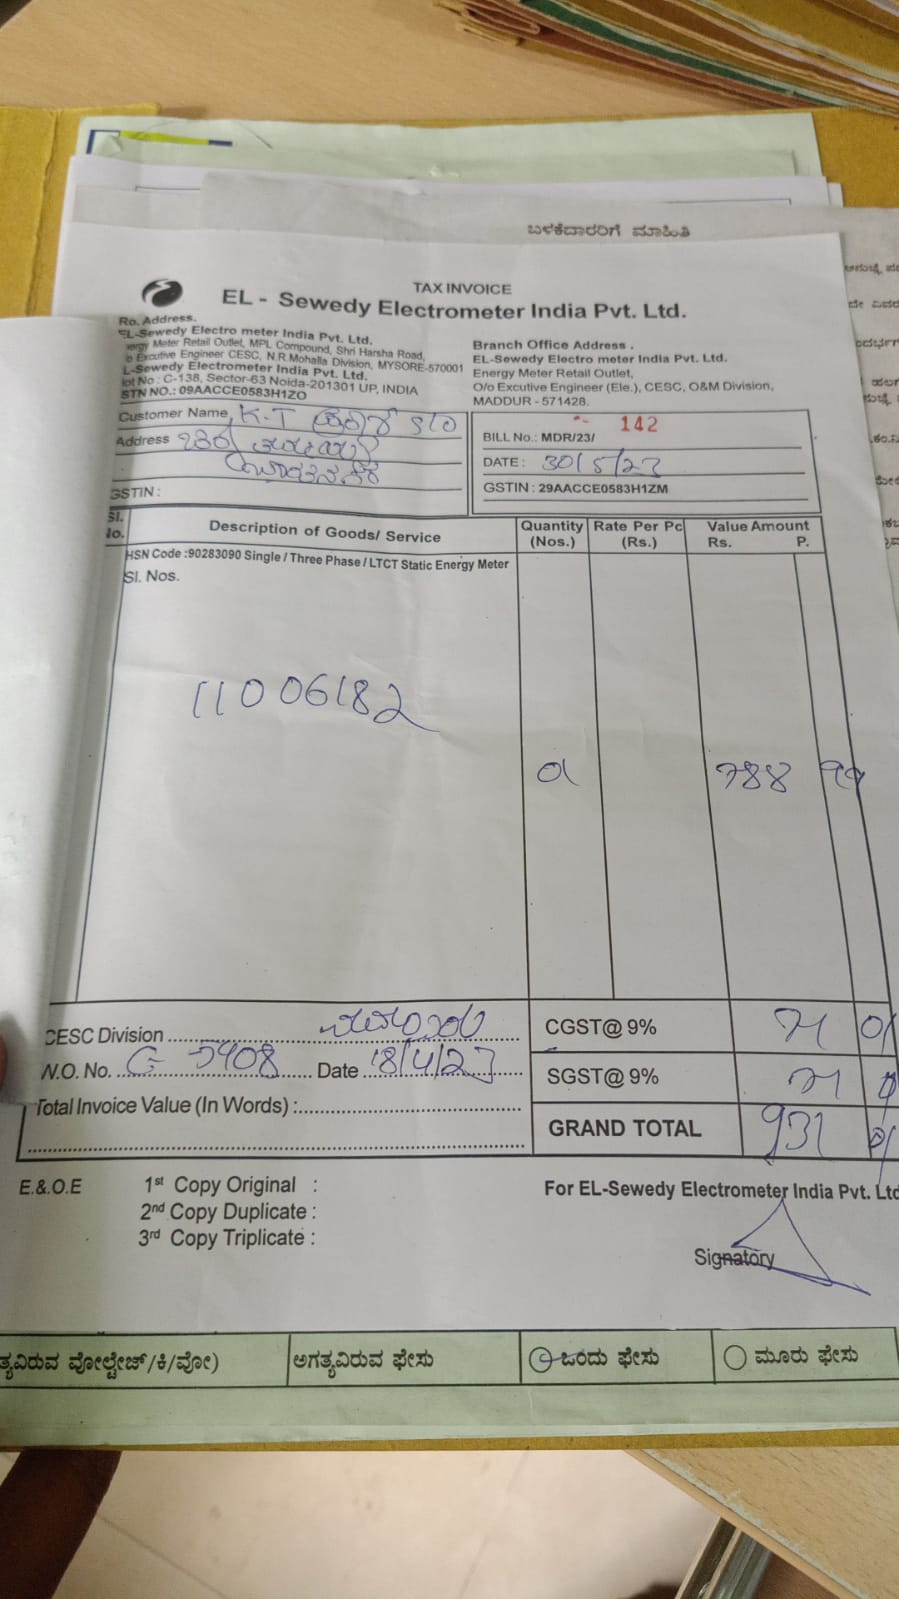 ಬಳಕೆದಾರರಿಗೆ ಮಾಹಿತಿ
TAX INVOICE
EL - Sewedy Electrometer India Pvt. Ltd.
Ro. Address.
EL-Sewedy Electro meter India Pvt. Ltd.
ergy Meter Retail Outlet, MPL Compound, Shri Harsha Road,
o Excutive Engineer CESC, N.R.Mohalla Division, MYSORE-570001
L-Sewedy Electrometer India Pvt. Ltd.
lot No : C-138, Sector-63 Noida-201301 UP, INDIA
STN NO.: 09AACCE0583H1ZO
Branch Office Address .
EL-Sewedy Electro meter India Pvt. Ltd.
Energy Meter Retail Outlet,
O/o Excutive Engineer (Ele.), CESC, O&M Division,
MADDUR - 571428.
Customer Name K-T S/O
Address
GSTIN :
142
BILL No.: MDR/23/
DATE : 30/5/23
GSTIN : 29AACCE0583H1ZM
Sl. No. Description of Goods/ Service Quantity (Nos.) Rate Per Pc (Rs.) Value Amount Rs. P.
HSN Code :90283090 Single / Three Phase / LTCT Static Energy Meter
Sl. Nos.
11006182
01 788 99
CESC Division CGST@ 9% 71 01
W.O. No. Date 18/4/23 SGST@ 9% 71
Total Invoice Value (In Words) :
GRAND TOTAL 931 01
E.&.O.E 1st Copy Original : For EL-Sewedy Electrometer India Pvt. Ltd
2nd Copy Duplicate :
3rd Copy Triplicate :
Signatory
ತ್ಯವಿರುವ ವೋಲ್ಟೇಜ್/ಕಿ/ವೋ) ಅಗತ್ಯವಿರುವ ಫೇಸು ಒಂದು ಫೇಸು ಮೂರು ಫೇಸು